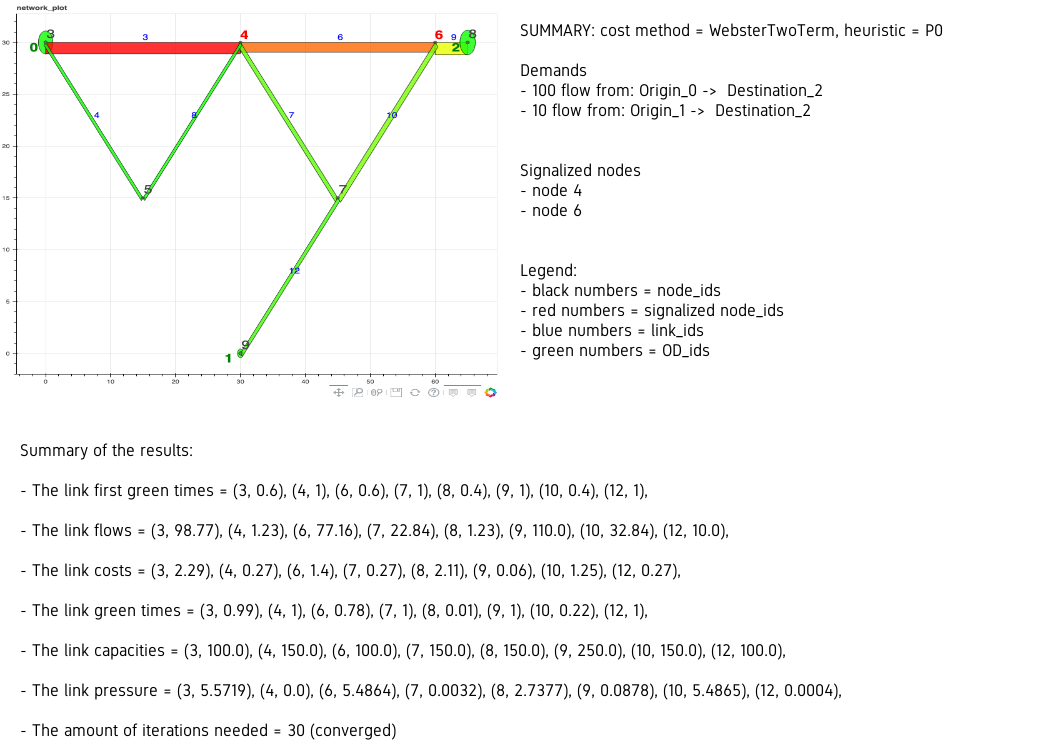 network_plot
3
3
6
9
8
0
4
6
2
30
25
4
8
7
10
20
5
7
15
10
12
5
9
1
0
0
10
20
30
40
50
60
SUMMARY: cost method = WebsterTwoTerm, heuristic = P0
Demands
- 100 flow from: Origin_0 -> Destination_2
- 10 flow from: Origin_1 -> Destination_2
Signalized nodes
- node 4
- node 6
Legend:
- black numbers = node_ids
- red numbers = signalized node_ids
- blue numbers = link_ids
- green numbers = OD_ids
Summary of the results:
- The link first green times = (3, 0.6), (4, 1), (6, 0.6), (7, 1), (8, 0.4), (9, 1), (10, 0.4), (12, 1),
- The link flows = (3, 98.77), (4, 1.23), (6, 77.16), (7, 22.84), (8, 1.23), (9, 110.0), (10, 32.84), (12, 10.0),
- The link costs = (3, 2.29), (4, 0.27), (6, 1.4), (7, 0.27), (8, 2.11), (9, 0.06), (10, 1.25), (12, 0.27),
- The link green times = (3, 0.99), (4, 1), (6, 0.78), (7, 1), (8, 0.01), (9, 1), (10, 0.22), (12, 1),
- The link capacities = (3, 100.0), (4, 150.0), (6, 100.0), (7, 150.0), (8, 150.0), (9, 250.0), (10, 150.0), (12, 100.0),
- The link pressure = (3, 5.5719), (4, 0.0), (6, 5.4864), (7, 0.0032), (8, 2.7377), (9, 0.0878), (10, 5.4865), (12, 0.0004),
- The amount of iterations needed = 30 (converged)